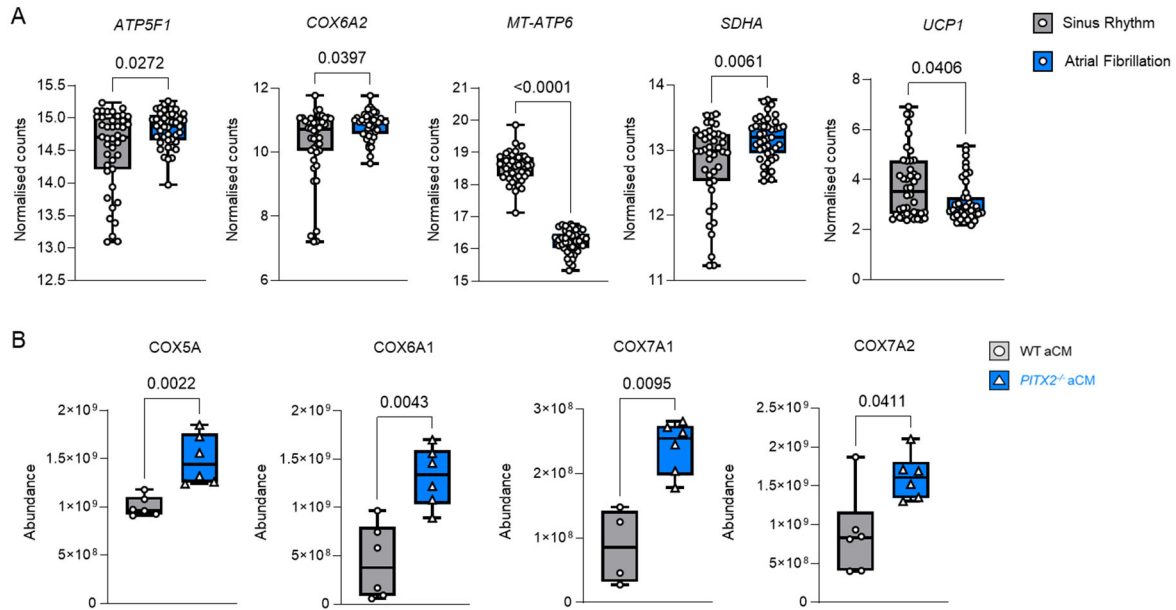 A
ATP5F1
COX6A2
MT-ATP6
SDHA
UCP1
Sinus Rhythm
Atrial Fibrillation
0.0272
0.0397
<0.0001
0.0061
0.0406
Normalised counts
15.5
15.0
14.5
14.0
13.5
13.0
12.5
Normalised counts
12
10
8
6
Normalised counts
21
20
19
18
17
16
15
Normalised counts
14
13
12
11
Normalised counts
8
6
4
2
0
B
COX5A
COX6A1
COX7A1
COX7A2
WT aCM
PITX2⁻/⁻ aCM
0.0022
0.0043
0.0095
0.0411
Abundance
2×10⁹
1.5×10⁹
1×10⁹
5×10⁸
0
Abundance
2×10⁹
1.5×10⁹
1×10⁹
5×10⁸
0
Abundance
3×10⁸
2×10⁸
1×10⁸
0
Abundance
2.5×10⁹
2×10⁹
1.5×10⁹
1×10⁹
5×10⁸
0